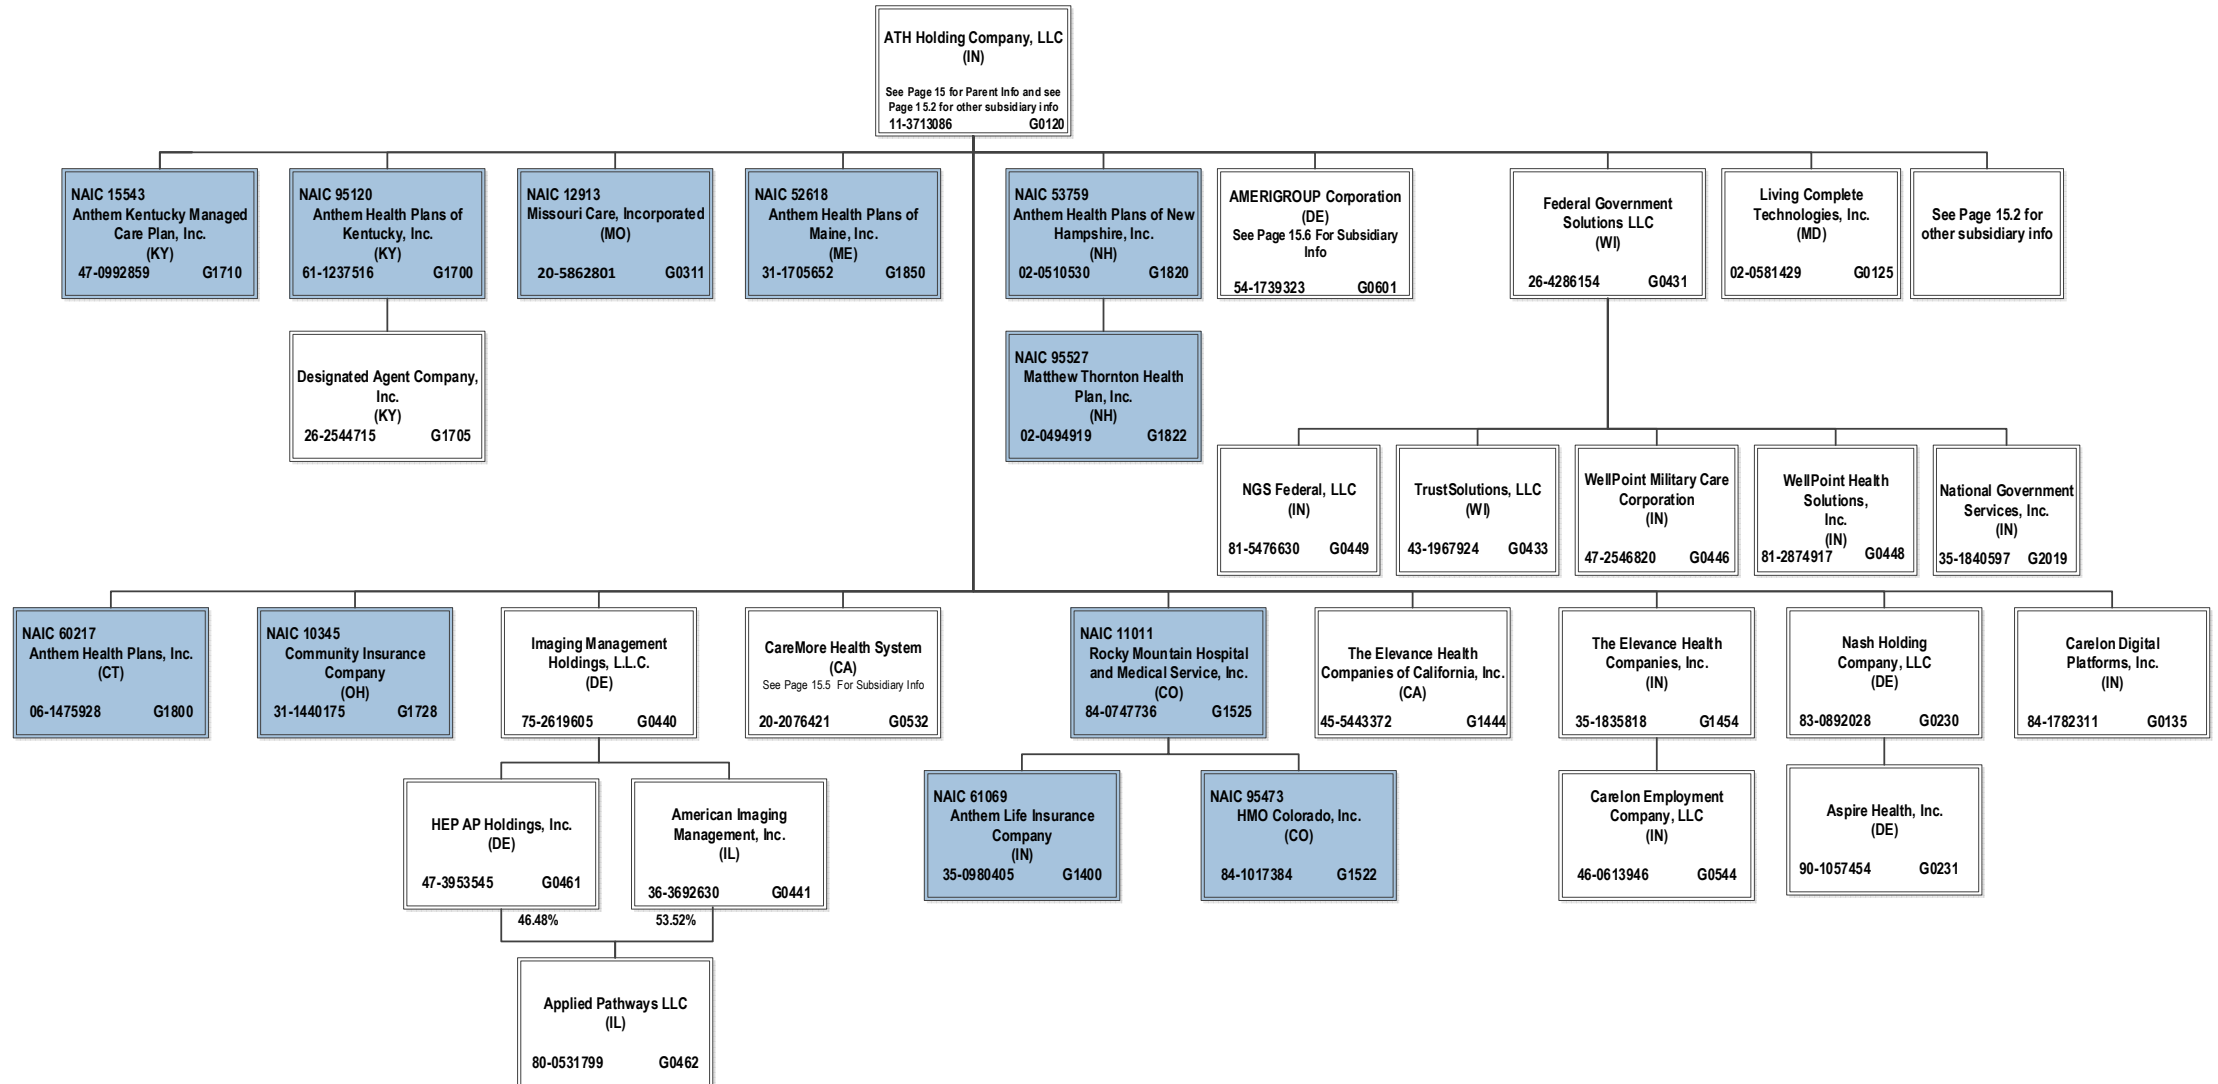 ATH Holding Company, LLC
(IN)
See Page 15 for Parent Info and see
Page 15.2 for other subsidiary info
11-3713086 G0120
NAIC 15543
Anthem Kentucky Managed
Care Plan, Inc.
(KY)
47-0992859 G1710
NAIC 95120
Anthem Health Plans of
Kentucky, Inc.
(KY)
61-1237516 G1700
NAIC 12913
Missouri Care, Incorporated
(MO)
20-5862801 G0311
NAIC 52618
Anthem Health Plans of
Maine, Inc.
(ME)
31-1705652 G1850
NAIC 53759
Anthem Health Plans of New
Hampshire, Inc.
(NH)
02-0510530 G1820
AMERIGROUP Corporation
(DE)
See Page 15.6 For Subsidiary
Info
54-1739323 G0601
Federal Government
Solutions LLC
(WI)
26-4286154 G0431
Living Complete
Technologies, Inc.
(MD)
02-0581429 G0125
See Page 15.2 for
other subsidiary info
Designated Agent Company,
Inc.
(KY)
26-2544715 G1705
NAIC 95527
Matthew Thornton Health
Plan, Inc.
(NH)
02-0494919 G1822
NGS Federal, LLC
(IN)
81-5476630 G0449
TrustSolutions, LLC
(WI)
43-1967924 G0433
WellPoint Military Care
Corporation
(IN)
47-2546820 G0446
WellPoint Health
Solutions,
Inc.
(IN)
81-2874917 G0448
National Government
Services, Inc.
(IN)
35-1840597 G2019
NAIC 60217
Anthem Health Plans, Inc.
(CT)
06-1475928 G1800
NAIC 10345
Community Insurance
Company
(OH)
31-1440175 G1728
Imaging Management
Holdings, L.L.C.
(DE)
75-2619605 G0440
CareMore Health System
(CA)
See Page 15.5 For Subsidiary Info
20-2076421 G0532
NAIC 11011
Rocky Mountain Hospital
and Medical Service, Inc.
(CO)
84-0747736 G1525
The Elevance Health
Companies of California, Inc.
(CA)
45-5443372 G1444
The Elevance Health
Companies, Inc.
(IN)
35-1835818 G1454
Nash Holding
Company, LLC
(DE)
83-0892028 G0230
Carelon Digital
Platforms, Inc.
(IN)
84-1782311 G0135
HEP AP Holdings, Inc.
(DE)
47-3953545 G0461
American Imaging
Management, Inc.
(IL)
36-3692630 G0441
NAIC 61069
Anthem Life Insurance
Company
(IN)
35-0980405 G1400
NAIC 95473
HMO Colorado, Inc.
(CO)
84-1017384 G1522
Carelon Employment
Company, LLC
(IN)
46-0613946 G0544
Aspire Health, Inc.
(DE)
90-1057454 G0231
46.48% 53.52%
Applied Pathways LLC
(IL)
80-0531799 G0462